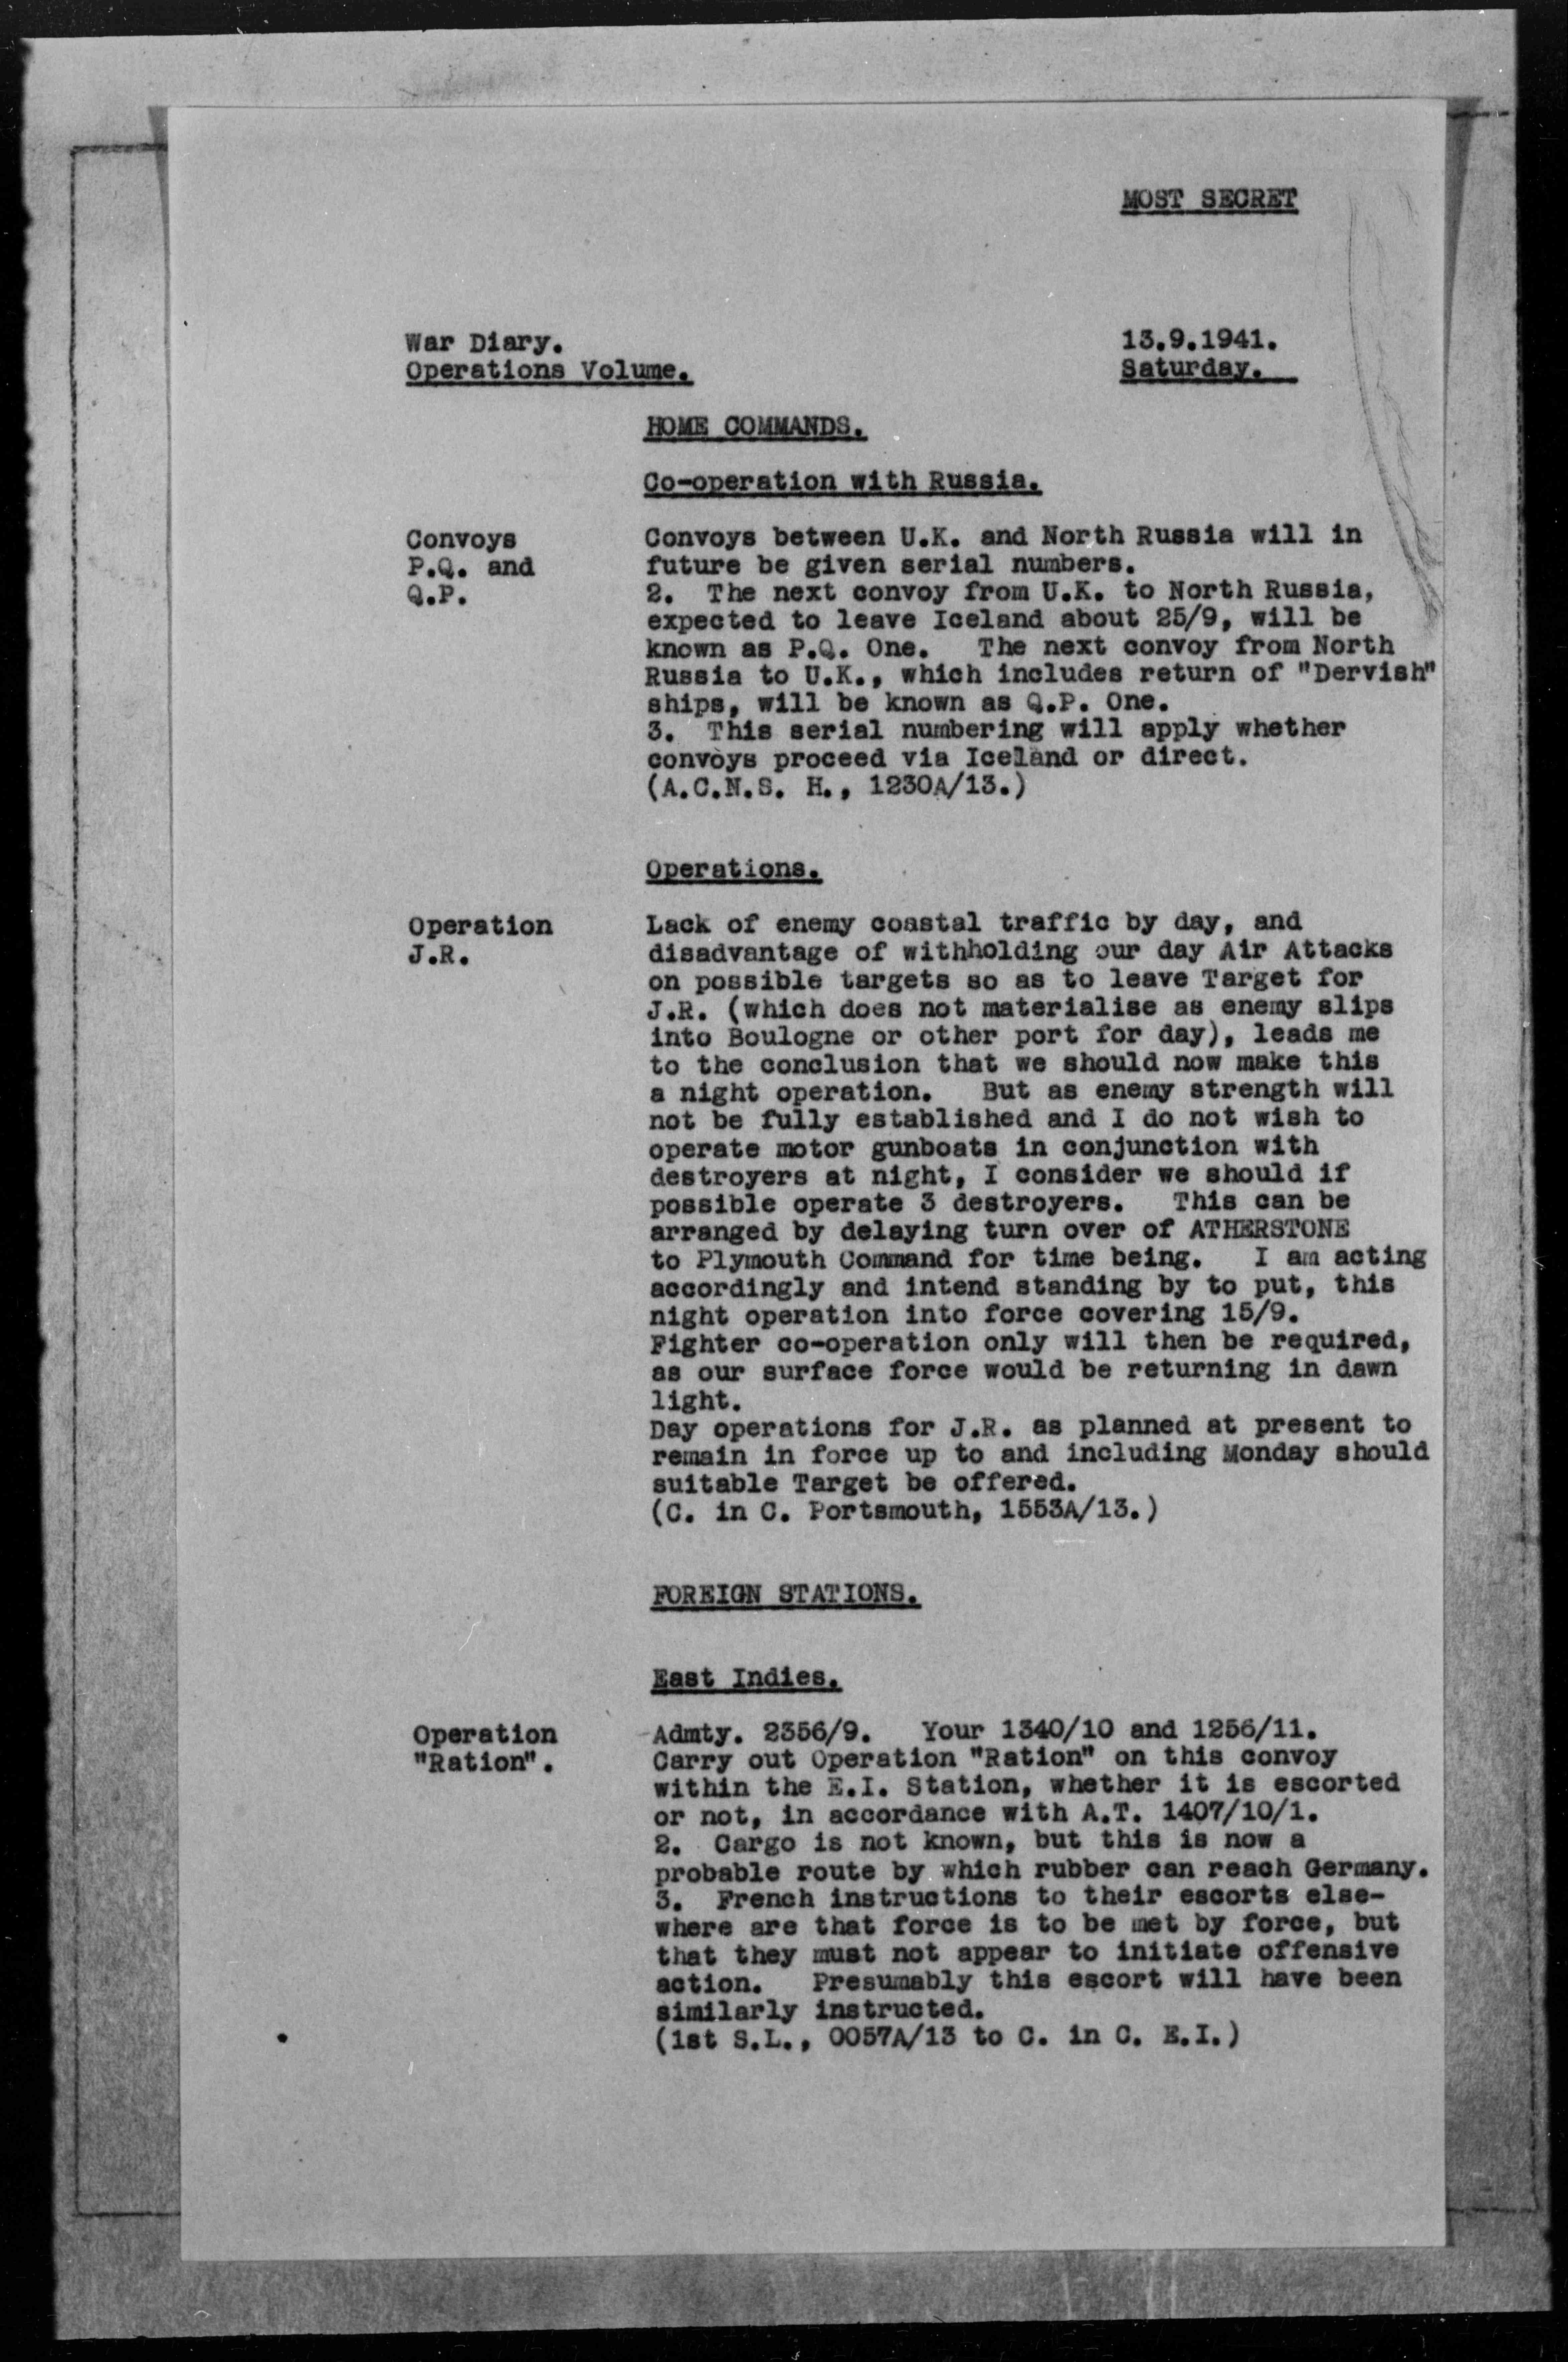 MOST SECRET
War Diary.
Operations Volume.
13.9.1941.
Saturday.
HOME COMMANDS.
Co-operation with Russia.
Convoys
P.Q. and
Q.P.
Convoys between U.K. and North Russia will in
future be given serial numbers.
2. The next convoy from U.K. to North Russia,
expected to leave Iceland about 25/9, will be
known as P.Q. One. The next convoy from North
Russia to U.K., which includes return of "Dervish"
ships, will be known as Q.P. One.
3. This serial numbering will apply whether
convoys proceed via Iceland or direct.
(A.C.N.S. H., 1230A/13.)
Operations.
Operation
J.R.
Lack of enemy coastal traffic by day, and
disadvantage of withholding our day Air Attacks
on possible targets so as to leave Target for
J.R. (which does not materialise as enemy slips
into Boulogne or other port for day), leads me
to the conclusion that we should now make this
a night operation. But as enemy strength will
not be fully established and I do not wish to
operate motor gunboats in conjunction with
destroyers at night, I consider we should if
possible operate 3 destroyers. This can be
arranged by delaying turn over of ATHERSTONE
to Plymouth Command for time being. I am acting
accordingly and intend standing by to put, this
night operation into force covering 15/9.
Fighter co-operation only will then be required,
as our surface force would be returning in dawn
light.
Day operations for J.R. as planned at present to
remain in force up to and including Monday should
suitable Target be offered.
(C. in C. Portsmouth, 1553A/13.)
FOREIGN STATIONS.
East Indies.
Operation
"Ration".
Admty. 2356/9. Your 1340/10 and 1256/11.
Carry out Operation "Ration" on this convoy
within the E.I. Station, whether it is escorted
or not, in accordance with A.T. 1407/10/1.
2. Cargo is not known, but this is now a
probable route by which rubber can reach Germany.
3. French instructions to their escorts else-
where are that force is to be met by force, but
that they must not appear to initiate offensive
action. Presumably this escort will have been
similarly instructed.
(1st S.L., 0057A/13 to C. in C. E.I.)